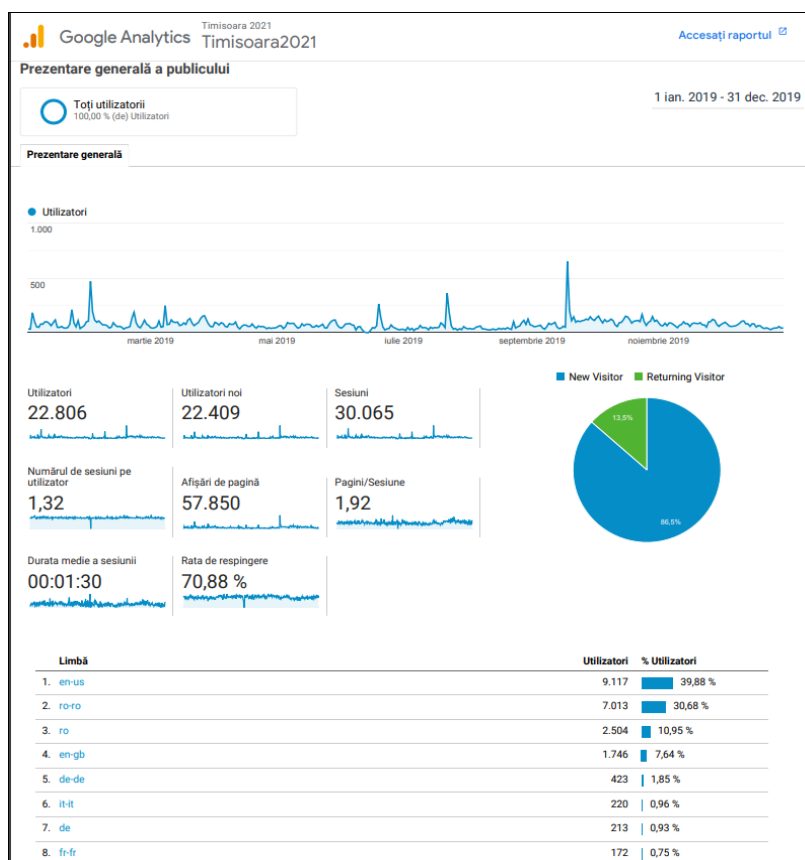 Timisoara 2021
Google Analytics Timisoara2021
Accesați raportul
Prezentare generală a publicului
Toți utilizatorii
100,00 % (de) Utilizatori
1 ian. 2019 - 31 dec. 2019
Prezentare generală
Utilizatori
1.000
500
martie 2019 mai 2019 iulie 2019 septembrie 2019 noiembrie 2019
New Visitor Returning Visitor
13,5%
86,5%
Utilizatori
22.806
Utilizatori noi
22.409
Sesiuni
30.065
Numărul de sesiuni pe
utilizator
1,32
Afișări de pagină
57.850
Pagini/Sesiune
1,92
Durata medie a sesiunii
00:01:30
Rata de respingere
70,88 %
Limbă Utilizatori % Utilizatori
1. en-us 9.117 39,88 %
2. ro-ro 7.013 30,68 %
3. ro 2.504 10,95 %
4. en-gb 1.746 7,64 %
5. de-de 423 1,85 %
6. it-it 220 0,96 %
7. de 213 0,93 %
8. fr-fr 172 0,75 %